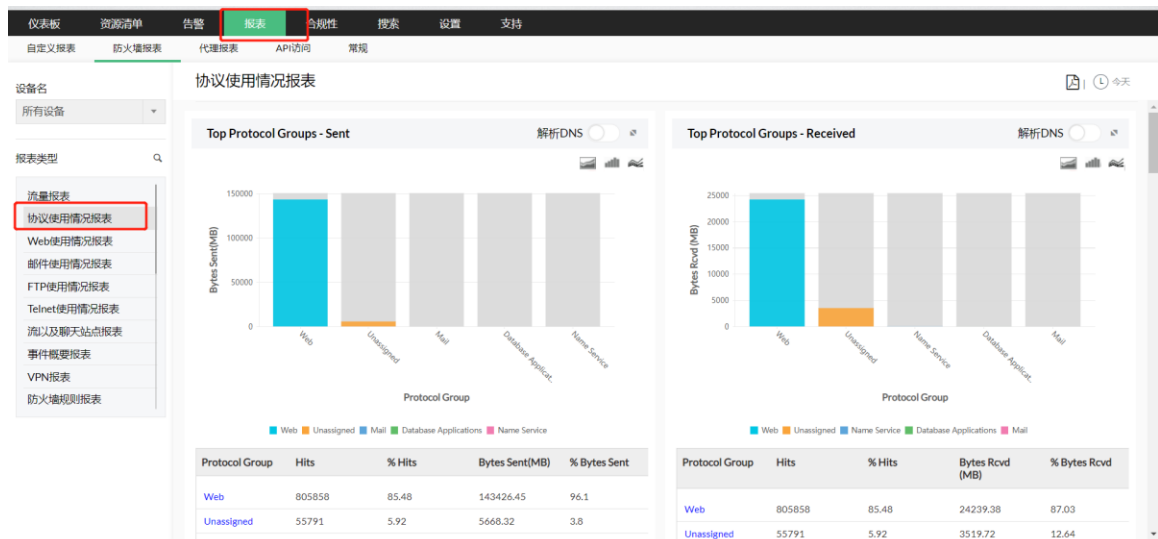 仪表板 资源清单 告警 报表 合规性 搜索 设置 支持
自定义报表 防火墙报表 代理报表 API访问 常规
设备名
所有设备
报表类型
流量报表
协议使用情况报表
Web使用情况报表
邮件使用情况报表
FTP使用情况报表
Telnet使用情况报表
流以及聊天站点报表
事件概要报表
VPN报表
防火墙规则报表
协议使用情况报表
今天
Top Protocol Groups - Sent 解析DNS
150000
100000
50000
0
Bytes Sent(MB)
Web Unassigned Mail Database Applicat.. Name Service
Protocol Group
Web Unassigned Mail Database Applications Name Service
Protocol Group Hits % Hits Bytes Sent(MB) % Bytes Sent
Web 805858 85.48 143426.45 96.1
Unassigned 55791 5.92 5668.32 3.8
Top Protocol Groups - Received 解析DNS
25000
20000
15000
10000
5000
0
Bytes Rcvd (MB)
Web Unassigned Name Service Database Applicat.. Mail
Protocol Group
Web Unassigned Name Service Database Applications Mail
Protocol Group Hits % Hits Bytes Rcvd (MB) % Bytes Rcvd
Web 805858 85.48 24239.38 87.03
Unassigned 55791 5.92 3519.72 12.64